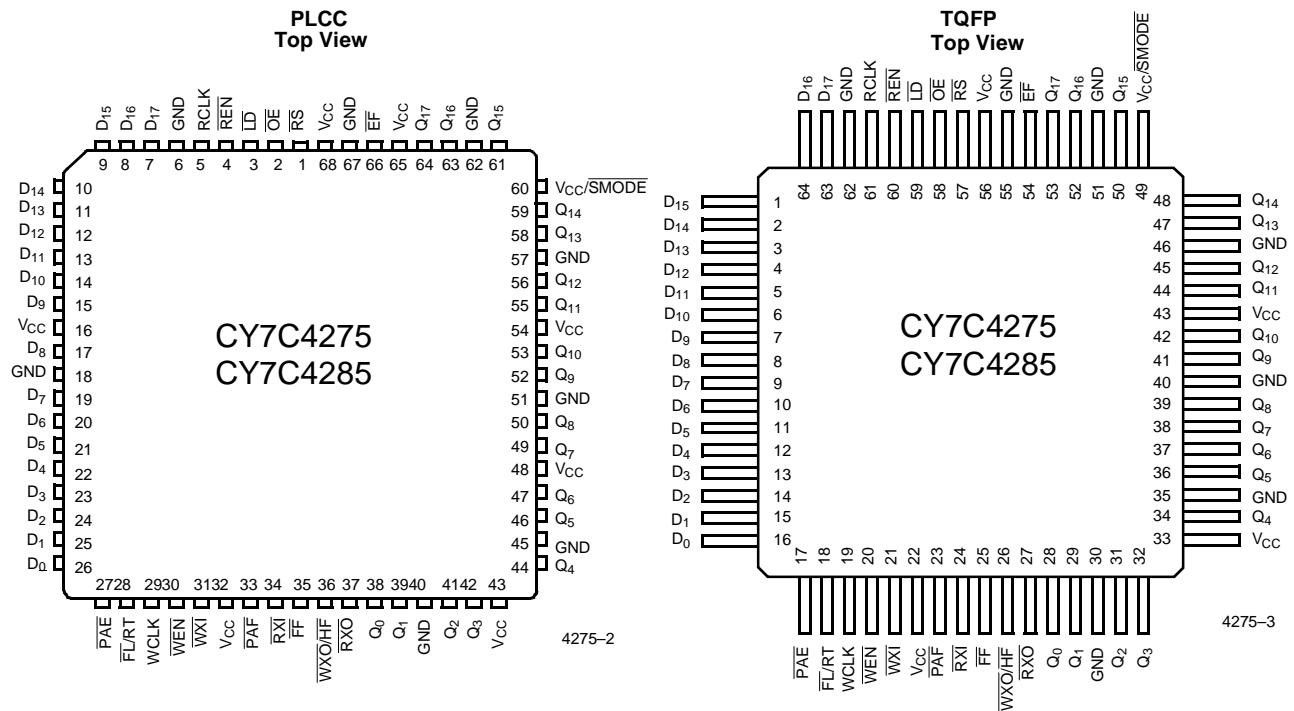 PLCC
Top View
D15 D16 D17 GND RCLK REN LD OE RS VCC GND EF VCC Q17 Q16 GND Q15
9 8 7 6 5 4 3 2 1 68 67 66 65 64 63 62 61
D14 10
D13 11
D12 12
D11 13
D10 14
D9 15
VCC 16
D8 17
GND 18
D7 19
D6 20
D5 21
D4 22
D3 23
D2 24
D1 25
D0 26
CY7C4275
CY7C4285
60 VCC/SMODE
59 Q14
58 Q13
57 GND
56 Q12
55 Q11
54 VCC
53 Q10
52 Q9
51 GND
50 Q8
49 Q7
48 VCC
47 Q6
46 Q5
45 GND
44 Q4
27 28 29 30 31 32 33 34 35 36 37 38 39 40 41 42 43
PAE FL/RT WCLK WEN WXI VCC PAF RXI FF WXO/HF RXO Q0 Q1 GND Q2 Q3 VCC
4275–2
TQFP
Top View
D16 D17 GND RCLK REN LD OE RS VCC GND EF Q17 Q16 GND Q15 VCC/SMODE
64 63 62 61 60 59 58 57 56 55 54 53 52 51 50 49
D15 1
D14 2
D13 3
D12 4
D11 5
D10 6
D9 7
D8 8
D7 9
D6 10
D5 11
D4 12
D3 13
D2 14
D1 15
D0 16
CY7C4275
CY7C4285
48 Q14
47 Q13
46 GND
45 Q12
44 Q11
43 VCC
42 Q10
41 Q9
40 GND
39 Q8
38 Q7
37 Q6
36 Q5
35 GND
34 Q4
33 VCC
17 18 19 20 21 22 23 24 25 26 27 28 29 30 31 32
PAE FL/RT WCLK WEN WXI VCC PAF RXI FF WXO/HF RXO Q0 Q1 GND Q2 Q3
4275–3